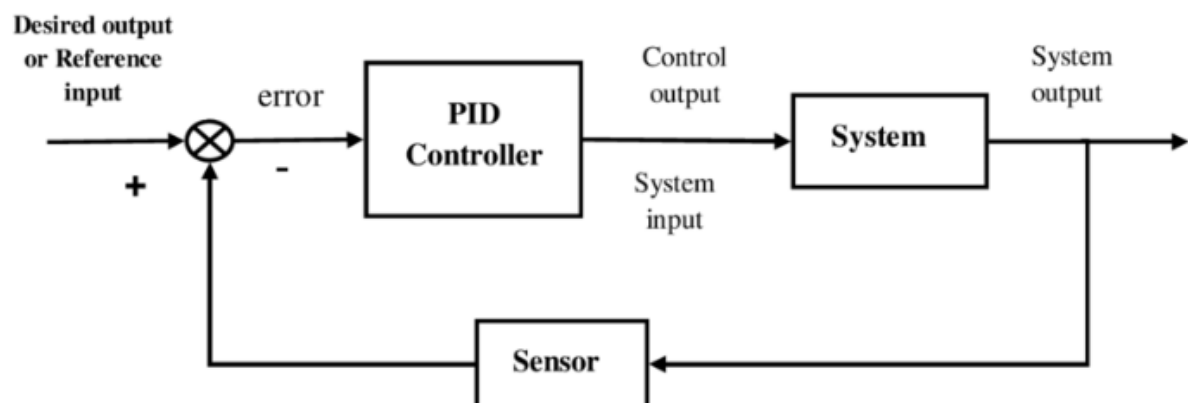 Desired output
or Reference
input
error
+
-
PID
Controller
Control
output
System
input
System
System
output
Sensor